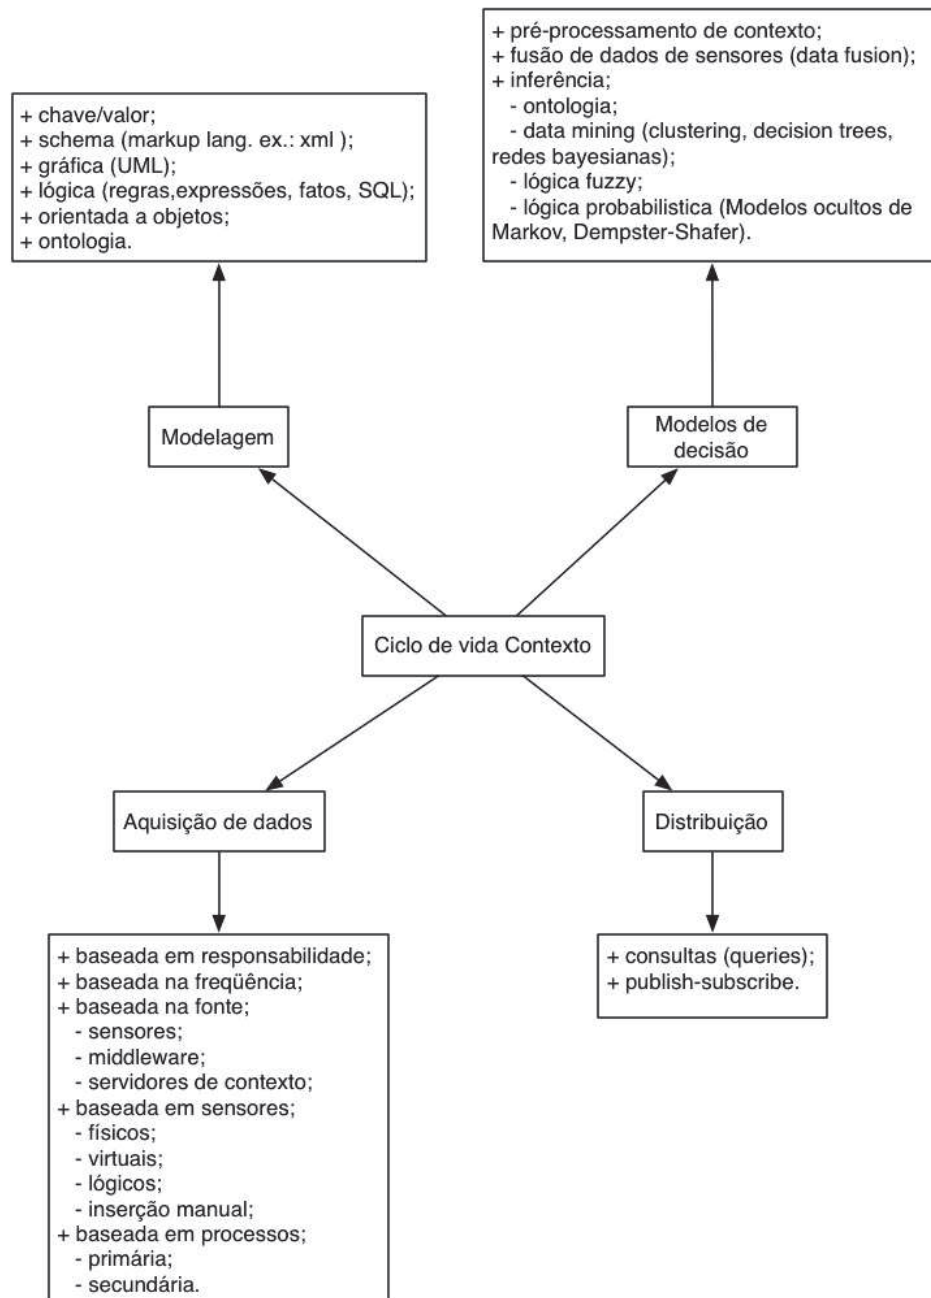 + chave/valor;
+ schema (markup lang. ex.: xml );
+ gráfica (UML);
+ lógica (regras,expressões, fatos, SQL);
+ orientada a objetos;
+ ontologia.
+ pré-processamento de contexto;
+ fusão de dados de sensores (data fusion);
+ inferência;
- ontologia;
- data mining (clustering, decision trees,
redes bayesianas);
- lógica fuzzy;
- lógica probabilistica (Modelos ocultos de
Markov, Dempster-Shafer).
Modelagem
Modelos de
decisão
Ciclo de vida Contexto
Aquisição de dados
Distribuição
+ baseada em responsabilidade;
+ baseada na freqüência;
+ baseada na fonte;
- sensores;
- middleware;
- servidores de contexto;
+ baseada em sensores;
- físicos;
- virtuais;
- lógicos;
- inserção manual;
+ baseada em processos;
- primária;
- secundária.
+ consultas (queries);
+ publish-subscribe.